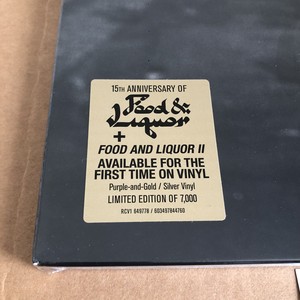 15TH ANNIVERSARY OF
Food &
Liquor
+
FOOD AND LIQUOR II
AVAILABLE FOR THE
FIRST TIME ON VINYL
Purple-and-Gold / Silver Vinyl
LIMITED EDITION OF 7,000
RCV1 649778 / 603497844760